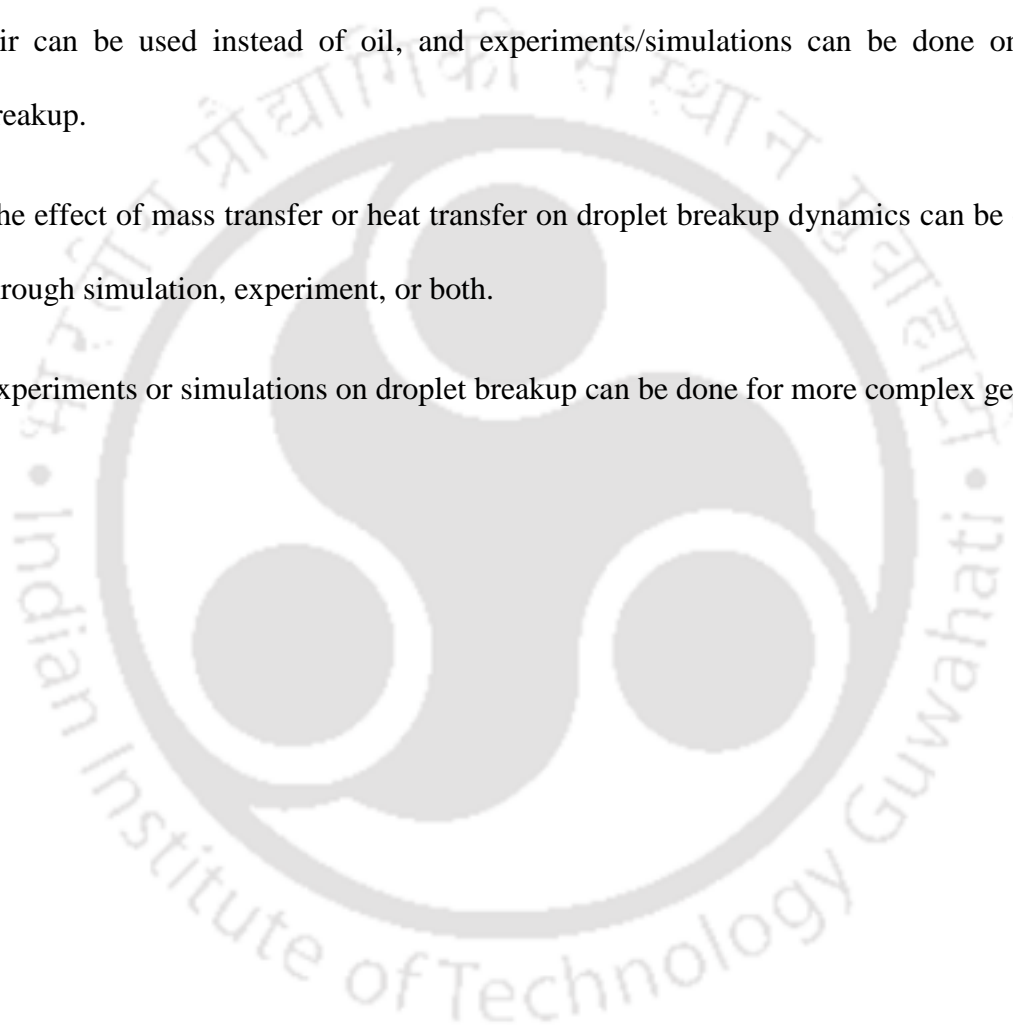 ir can be used instead of oil, and experiments/simulations can be done or
reakup.
he effect of mass transfer or heat transfer on droplet breakup dynamics can be
rough simulation, experiment, or both.
xperiments or simulations on droplet breakup can be done for more complex ge
भारतीय प्रौद्योगिकी संस्थान गुवाहाटी
• Indian Institute of Technology Guwahati •